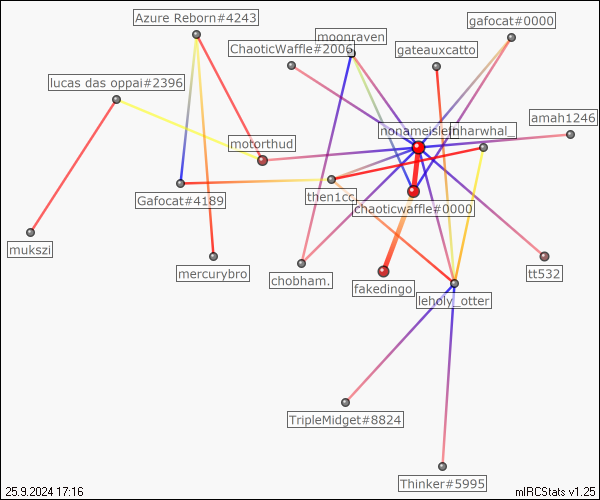 Azure Reborn#4243
gafocat#0000
moonraven
ChaoticWaffle#2006
gateauxcatto
lucas das oppai#2396
amah1246
nharwhal_
motorthud
Gafocat#4189
then1cc
chaoticwaffle#0000
mukszi
mercurybro
chobham.
fakedingo
tt532
leholy_otter
TripleMidget#8824
Thinker#5995
25.9.2024 17:16
mIRCStats v1.25